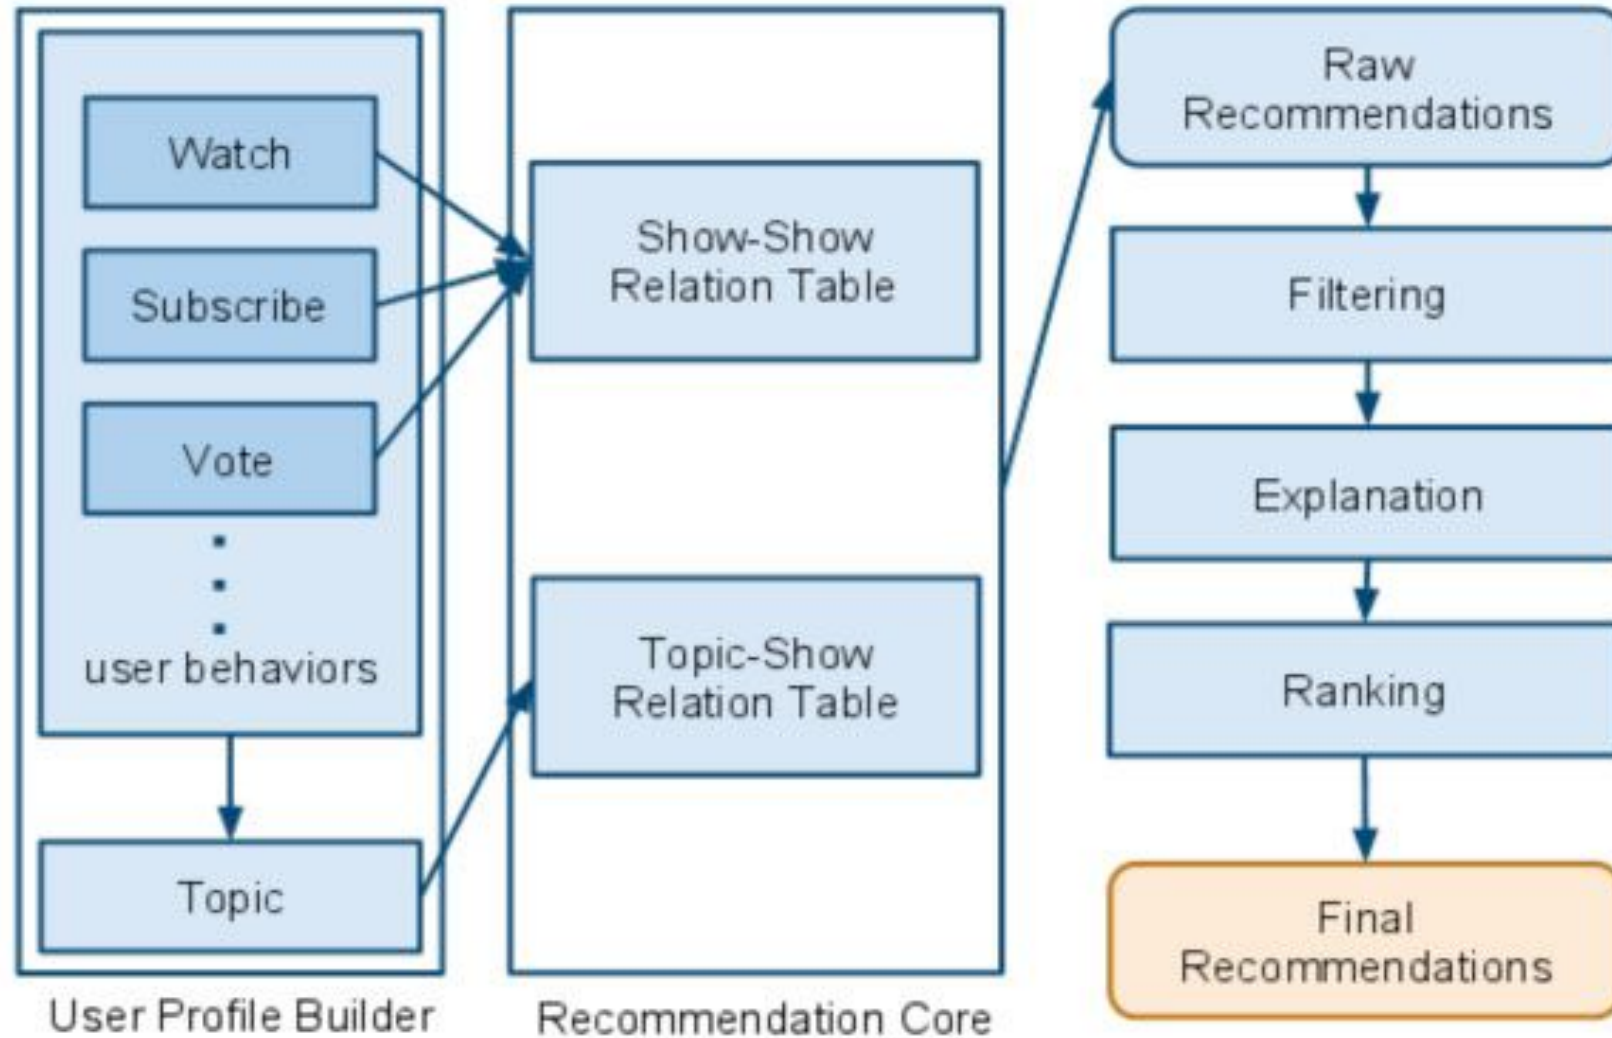 Watch
Subscribe
Vote
user behaviors
Topic
User Profile Builder
Show-Show
Relation Table
Topic-Show
Relation Table
Recommendation Core
Raw
Recommendations
Filtering
Explanation
Ranking
Final
Recommendations